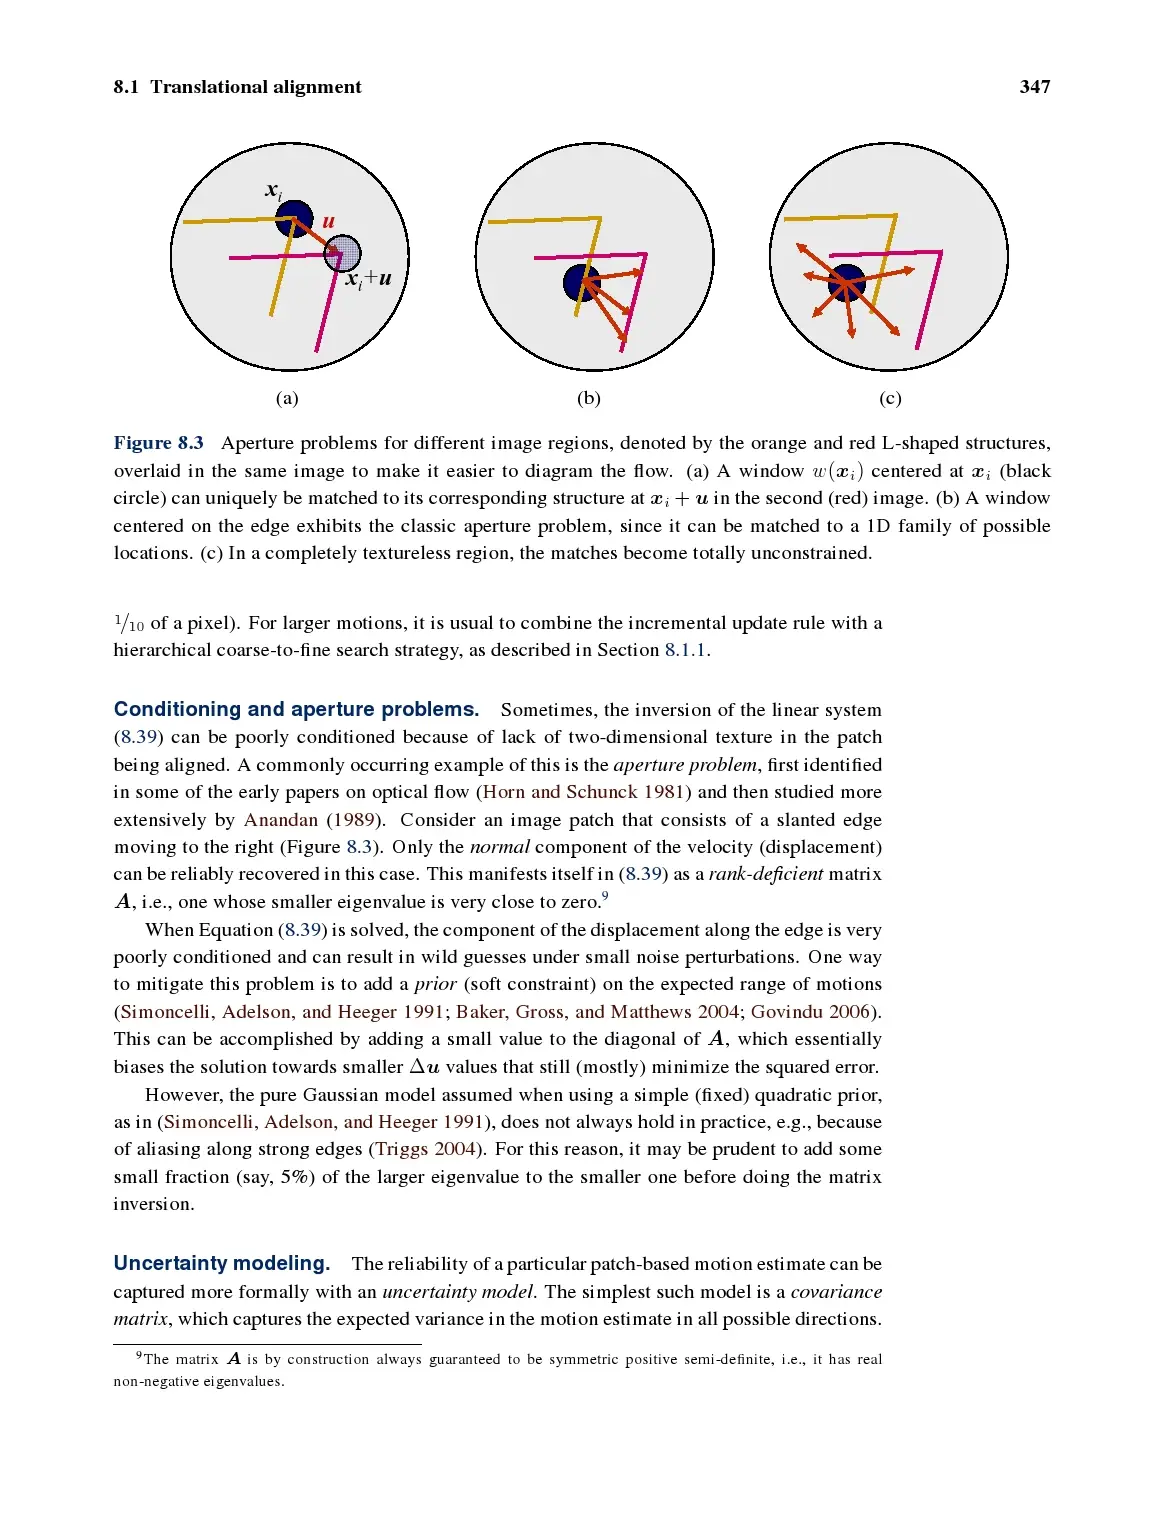 8.1 Translational alignment 347
xᵢ
u
xᵢ+u
(a) (b) (c)
Figure 8.3 Aperture problems for different image regions, denoted by the orange and red L-shaped structures,
overlaid in the same image to make it easier to diagram the flow. (a) A window w(xᵢ) centered at xᵢ (black
circle) can uniquely be matched to its corresponding structure at xᵢ + u in the second (red) image. (b) A window
centered on the edge exhibits the classic aperture problem, since it can be matched to a 1D family of possible
locations. (c) In a completely textureless region, the matches become totally unconstrained.
1/10 of a pixel). For larger motions, it is usual to combine the incremental update rule with a
hierarchical coarse-to-fine search strategy, as described in Section 8.1.1.
Conditioning and aperture problems. Sometimes, the inversion of the linear system
(8.39) can be poorly conditioned because of lack of two-dimensional texture in the patch
being aligned. A commonly occurring example of this is the aperture problem, first identified
in some of the early papers on optical flow (Horn and Schunck 1981) and then studied more
extensively by Anandan (1989). Consider an image patch that consists of a slanted edge
moving to the right (Figure 8.3). Only the normal component of the velocity (displacement)
can be reliably recovered in this case. This manifests itself in (8.39) as a rank-deficient matrix
A, i.e., one whose smaller eigenvalue is very close to zero.⁹
When Equation (8.39) is solved, the component of the displacement along the edge is very
poorly conditioned and can result in wild guesses under small noise perturbations. One way
to mitigate this problem is to add a prior (soft constraint) on the expected range of motions
(Simoncelli, Adelson, and Heeger 1991; Baker, Gross, and Matthews 2004; Govindu 2006).
This can be accomplished by adding a small value to the diagonal of A, which essentially
biases the solution towards smaller Δu values that still (mostly) minimize the squared error.
However, the pure Gaussian model assumed when using a simple (fixed) quadratic prior,
as in (Simoncelli, Adelson, and Heeger 1991), does not always hold in practice, e.g., because
of aliasing along strong edges (Triggs 2004). For this reason, it may be prudent to add some
small fraction (say, 5%) of the larger eigenvalue to the smaller one before doing the matrix
inversion.
Uncertainty modeling. The reliability of a particular patch-based motion estimate can be
captured more formally with an uncertainty model. The simplest such model is a covariance
matrix, which captures the expected variance in the motion estimate in all possible directions.
⁹The matrix A is by construction always guaranteed to be symmetric positive semi-definite, i.e., it has real
non-negative eigenvalues.